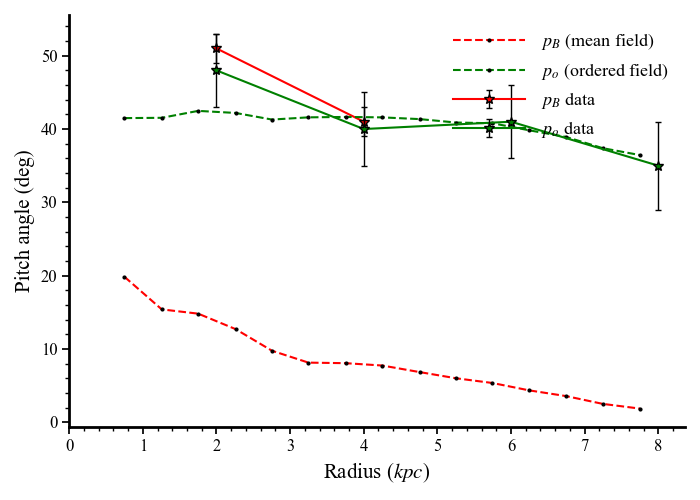 p_B (mean field)
p_o (ordered field)
p_B data
p_o data
Pitch angle (deg)
50
40
30
20
10
0
0 1 2 3 4 5 6 7 8
Radius (kpc)